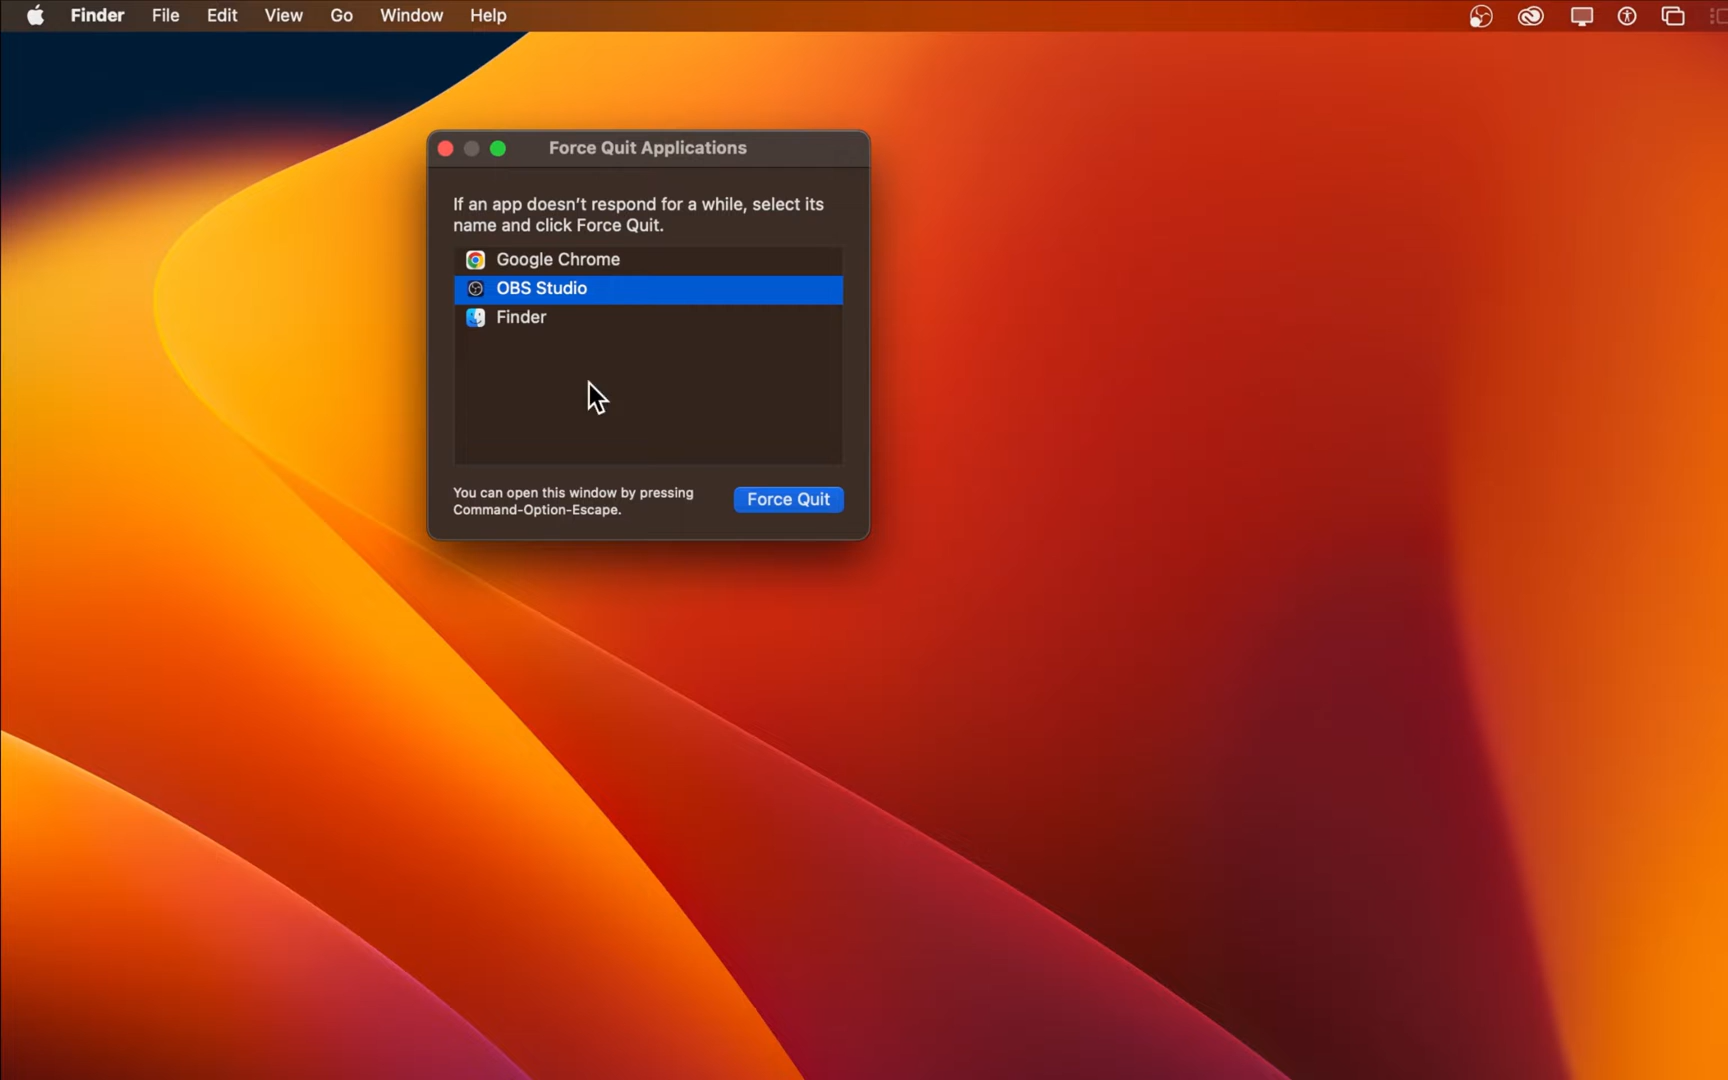 Finder File Edit View Go Window Help
Force Quit Applications
If an app doesn’t respond for a while, select its
name and click Force Quit.
Google Chrome
OBS Studio
Finder
You can open this window by pressing
Command-Option-Escape.
Force Quit